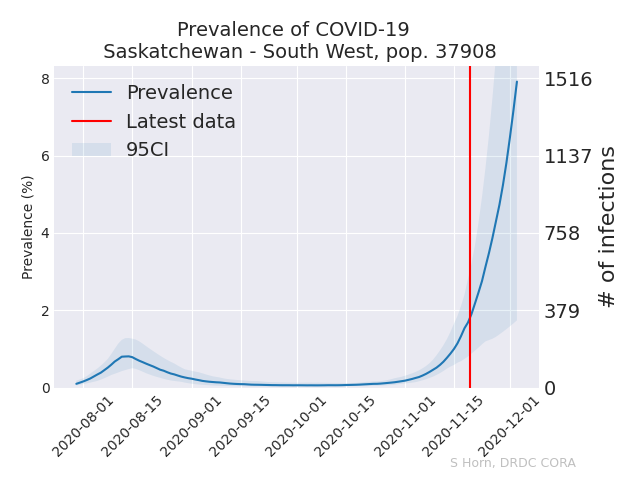 Prevalence of COVID-19
Saskatchewan - South West, pop. 37908
Prevalence
Latest data
95CI
Prevalence (%)
8
6
4
2
0
1516
1137
758
379
0
# of infections
2020-08-01
2020-08-15
2020-09-01
2020-09-15
2020-10-01
2020-10-15
2020-11-01
2020-11-15
2020-12-01
S Horn, DRDC CORA